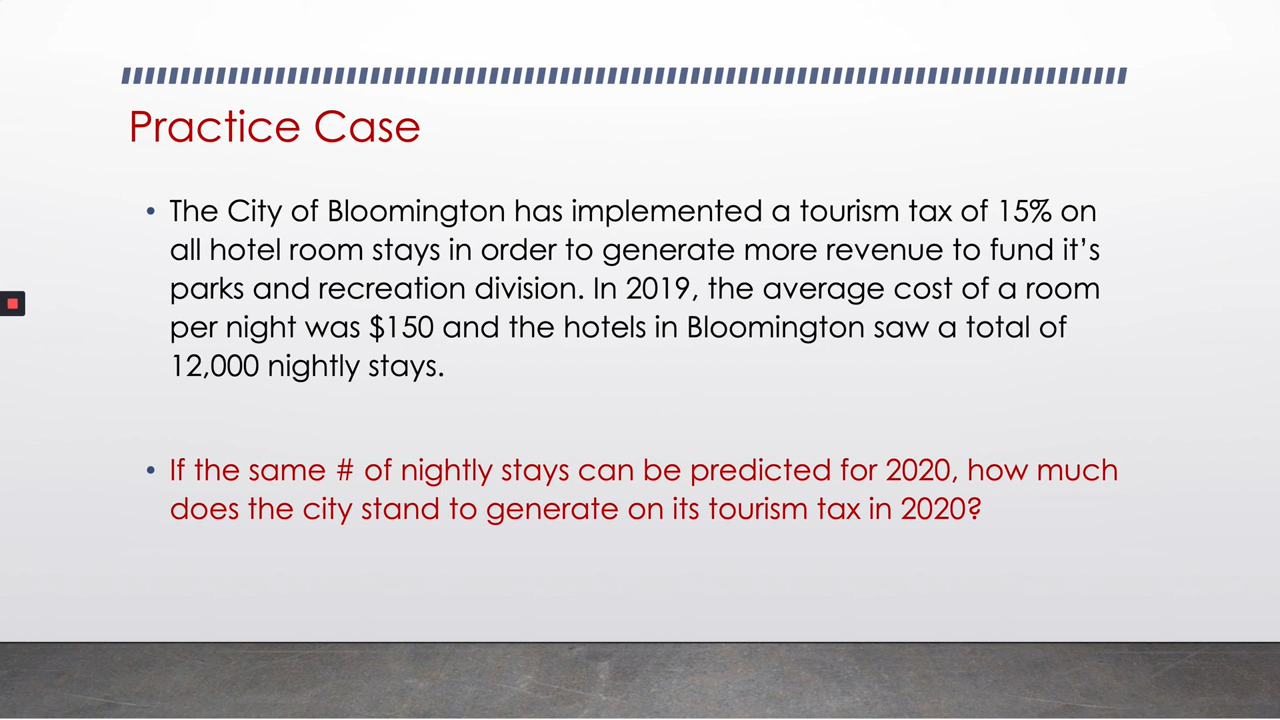 Practice Case
• The City of Bloomington has implemented a tourism tax of 15% on
all hotel room stays in order to generate more revenue to fund it’s
parks and recreation division. In 2019, the average cost of a room
per night was $150 and the hotels in Bloomington saw a total of
12,000 nightly stays.
• If the same # of nightly stays can be predicted for 2020, how much
does the city stand to generate on its tourism tax in 2020?